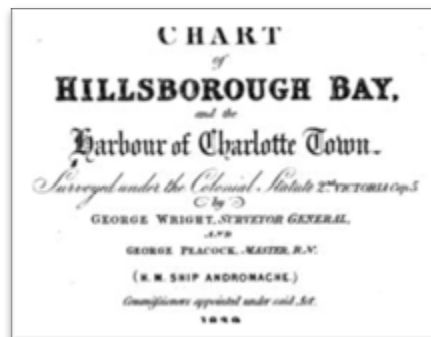 CHART
of
HILLSBOROUGH BAY,
and the
Harbour of Charlotte Town.
Surveyed under the Colonial Statute 2nd VICTORIA Cap. 5
by
GEORGE WRIGHT, SURVEYOR GENERAL,
AND
GEORGE PEACOCK, MASTER, R.N.
(H. M. SHIP ANDROMACHE.)
Commissioners appointed under said Act.
1839